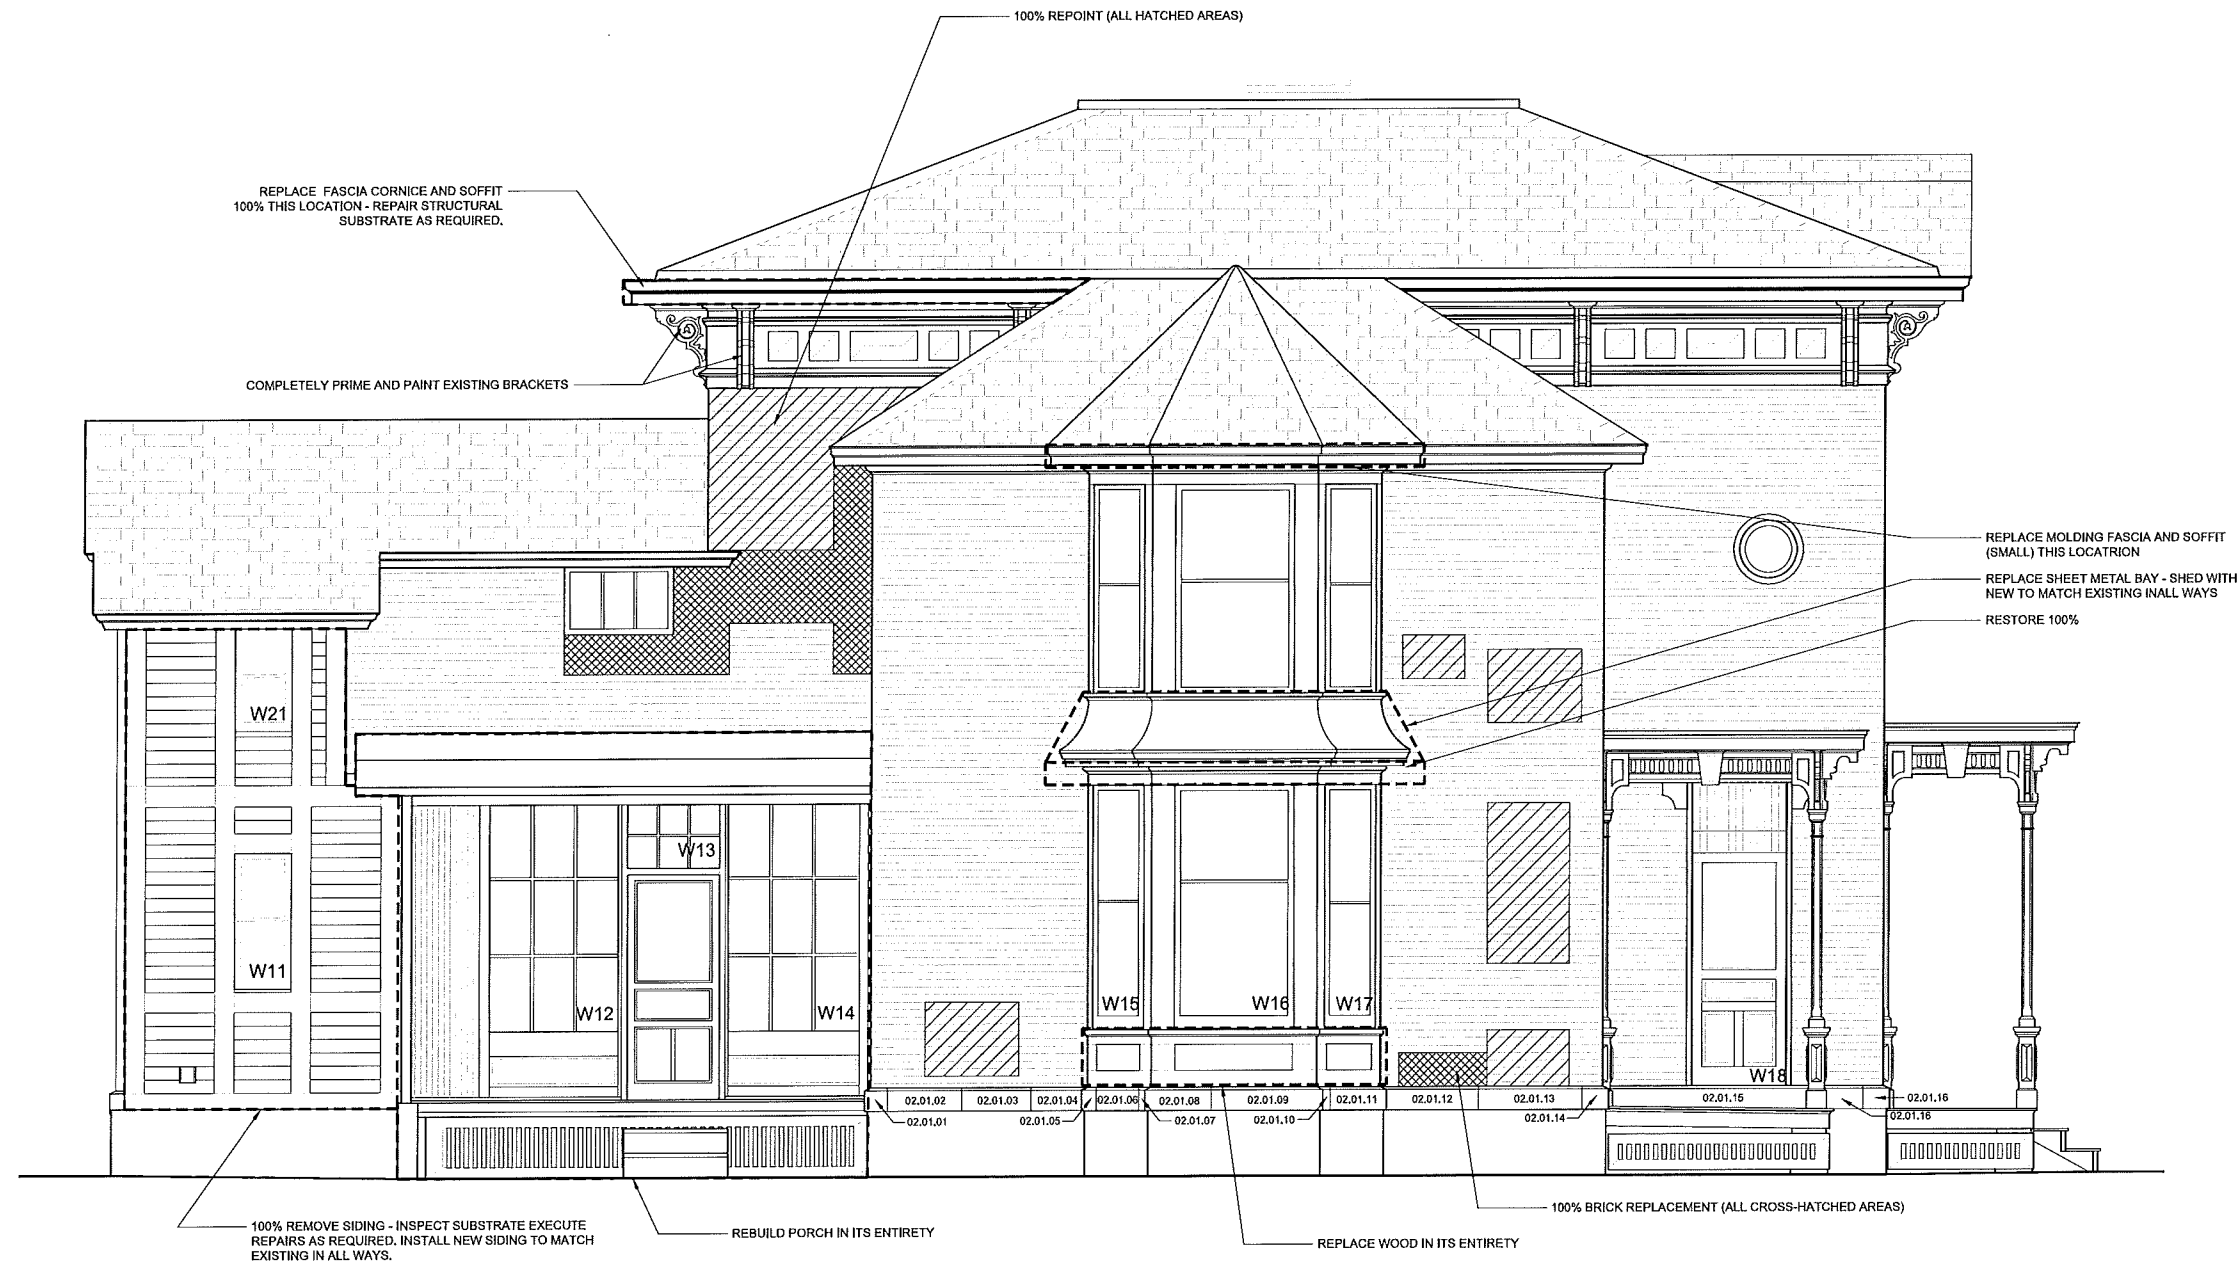 100% REPOINT (ALL HATCHED AREAS)
REPLACE FASCIA CORNICE AND SOFFIT
100% THIS LOCATION - REPAIR STRUCTURAL
SUBSTRATE AS REQUIRED.
A
A
COMPLETELY PRIME AND PAINT EXISTING BRACKETS
REPLACE MOLDING FASCIA AND SOFFIT
(SMALL) THIS LOCATRION
REPLACE SHEET METAL BAY - SHED WITH
NEW TO MATCH EXISTING INALL WAYS
RESTORE 100%
W21
W13
W11
W12
W14
W15
W16
W17
W18
02.01.02
02.01.03
02.01.04
02.01.06
02.01.08
02.01.09
02.01.11
02.01.12
02.01.13
02.01.15
02.01.16
02.01.01
02.01.05
02.01.07
02.01.10
02.01.14
02.01.16
100% BRICK REPLACEMENT (ALL CROSS-HATCHED AREAS)
100% REMOVE SIDING - INSPECT SUBSTRATE EXECUTE
REPAIRS AS REQUIRED. INSTALL NEW SIDING TO MATCH
EXISTING IN ALL WAYS.
REBUILD PORCH IN ITS ENTIRETY
REPLACE WOOD IN ITS ENTIRETY